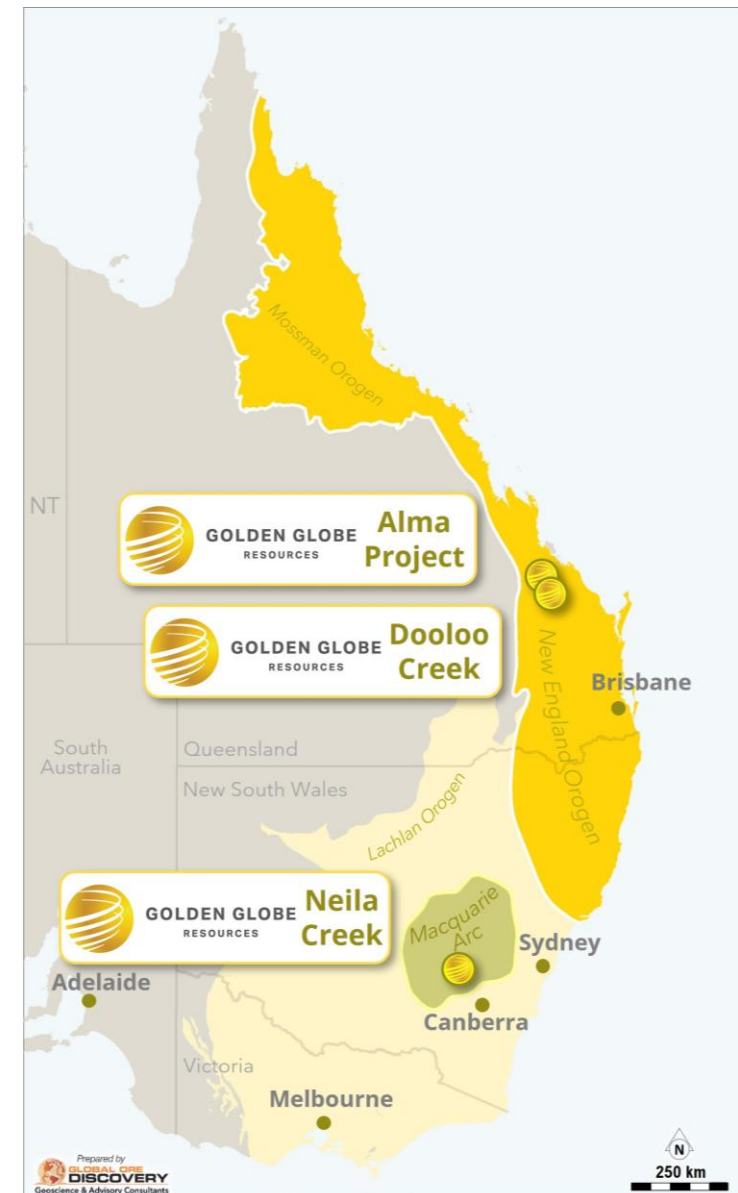 Mossman Orogen
NT
GOLDEN GLOBE
RESOURCES
Alma
Project
GOLDEN GLOBE
RESOURCES
Dooloo
Creek
New England Orogen
Brisbane
South
Australia
Queensland
New South Wales
Lachlan Orogen
GOLDEN GLOBE
RESOURCES
Neila
Creek
Macquarie
Arc
Sydney
Adelaide
Canberra
Victoria
Melbourne
Prepared by
GLOBAL ORE
DISCOVERY
Geoscience & Advisory Consultants
N
250 km